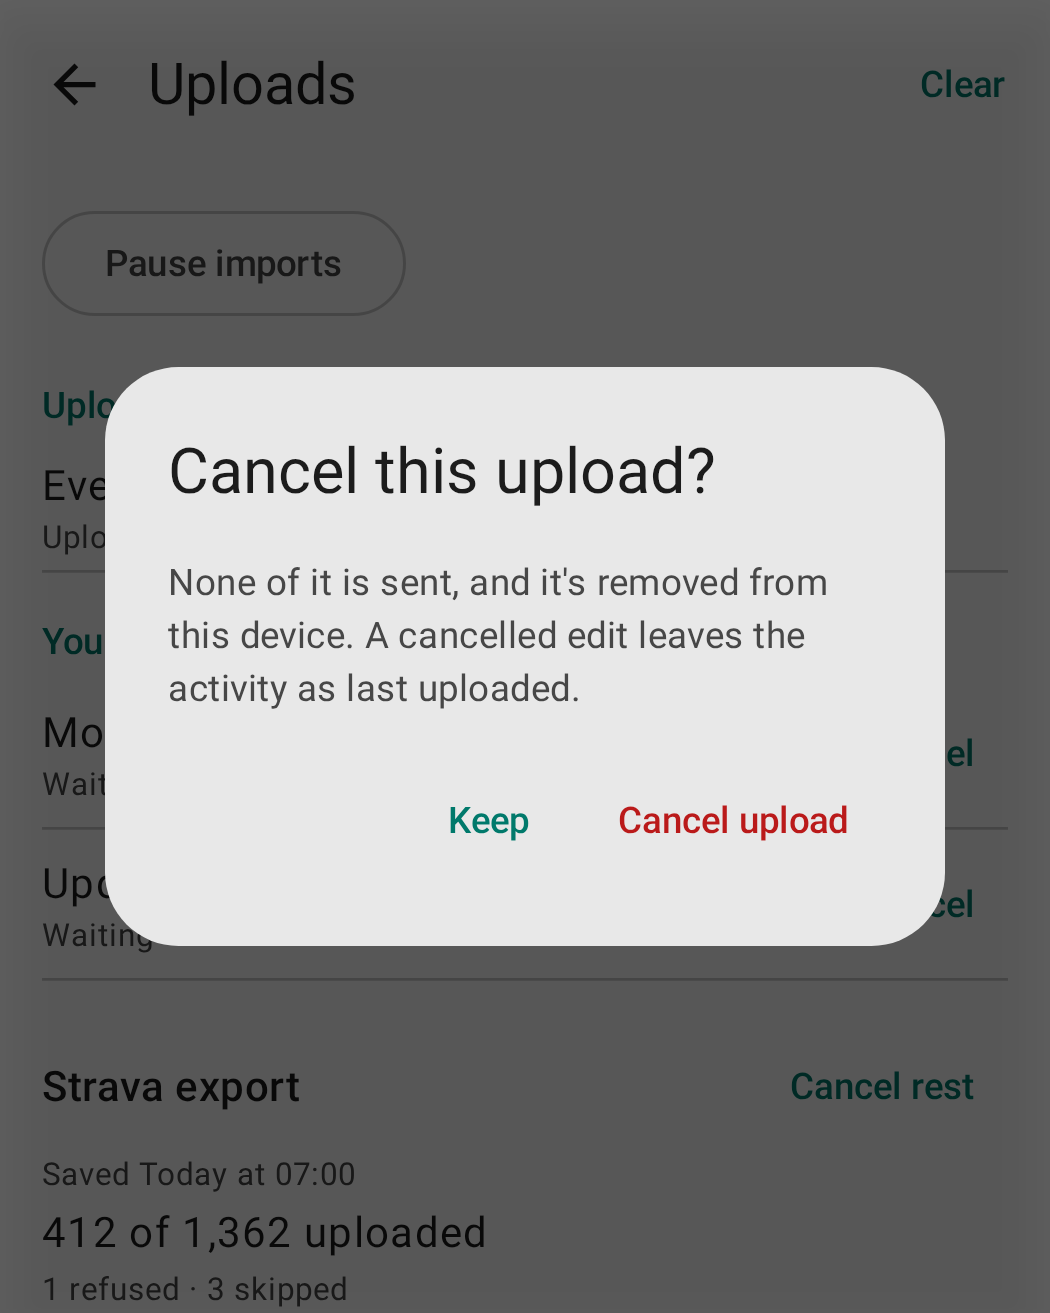 Uploads
Clear
Pause imports
Cancel this upload?
None of it is sent, and it's removed from
this device. A cancelled edit leaves the
activity as last uploaded.
Keep
Cancel upload
Waiting
Strava export
Cancel rest
Saved Today at 07:00
412 of 1,362 uploaded
1 refused · 3 skipped